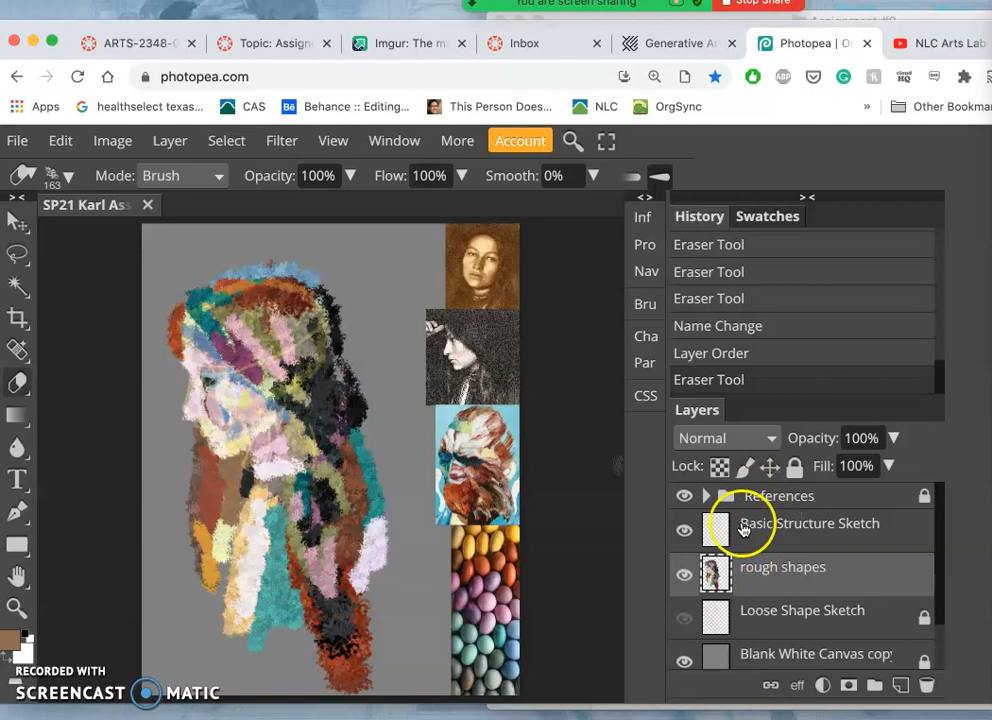 You are screen sharing
Stop Share
ARTS-2348-0
Topic: Assign
Imgur: The m
Inbox
Generative Ar
Photopea | O
NLC Arts Lab
photopea.com
Apps
healthselect texas...
CAS
Behance :: Editing...
This Person Does...
NLC
OrgSync
»
Other Bookma
File
Edit
Image
Layer
Select
Filter
View
Window
More
Account
163
Mode: Brush
Opacity: 100%
Flow: 100%
Smooth: 0%
> <
SP21 Karl Ass
< >
> <
Inf
Pro
Nav
Bru
Cha
Par
CSS
History
Swatches
Eraser Tool
Eraser Tool
Eraser Tool
Name Change
Layer Order
Eraser Tool
Layers
Normal
Opacity: 100%
Lock:
Fill: 100%
References
Basic Structure Sketch
rough shapes
Loose Shape Sketch
Blank White Canvas copy
eff
RECORDED WITH
SCREENCAST MATIC